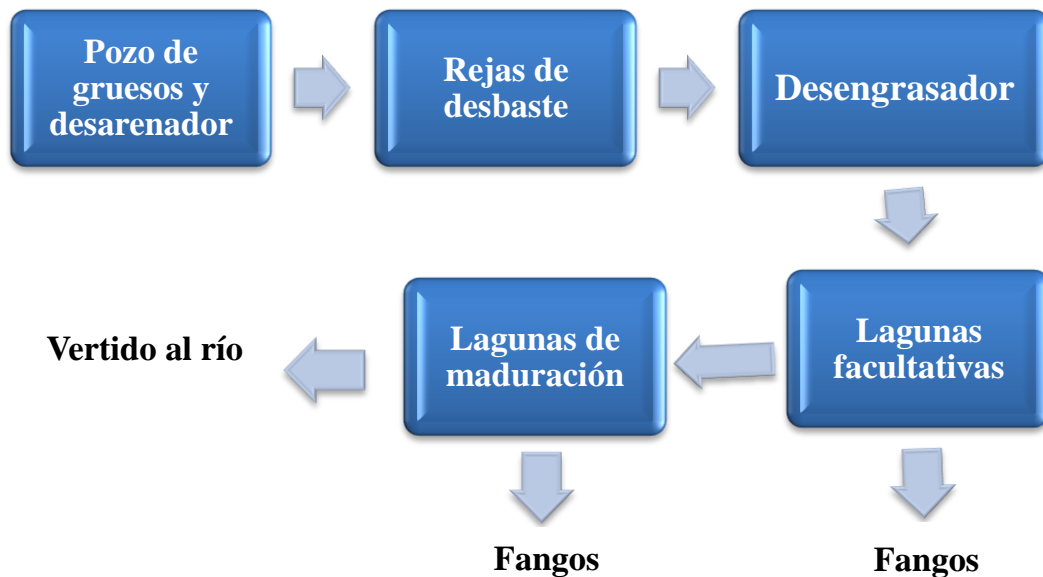 Pozo de
gruesos y
desarenador
Rejas de
desbaste
Desengrasador
Lagunas
facultativas
Lagunas de
maduración
Vertido al río
Fangos
Fangos